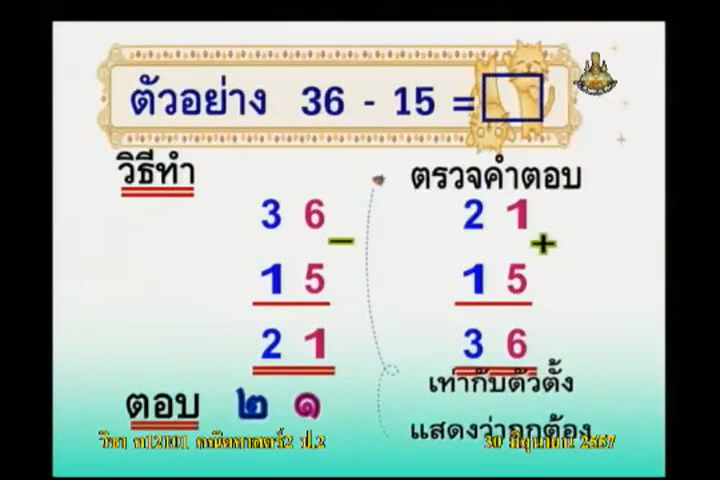 ตัวอย่าง 36 - 15 =
วิธีทำ
3 6 -
1 5
2 1
ตอบ ๒ ๑
ตรวจคำตอบ
2 1 +
1 5
3 6
เท่ากับตัวตั้ง
แสดงว่าถูกต้อง
วิชา ค12101 คณิตศาสตร์2 ป.2
30 มิถุนายน 2557